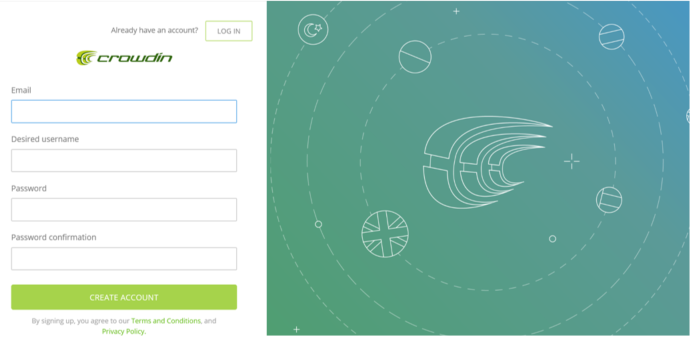 Already have an account?
LOG IN
crowdin
Email
Desired username
Password
Password confirmation
CREATE ACCOUNT
By signing up, you agree to our Terms and Conditions, and
Privacy Policy.